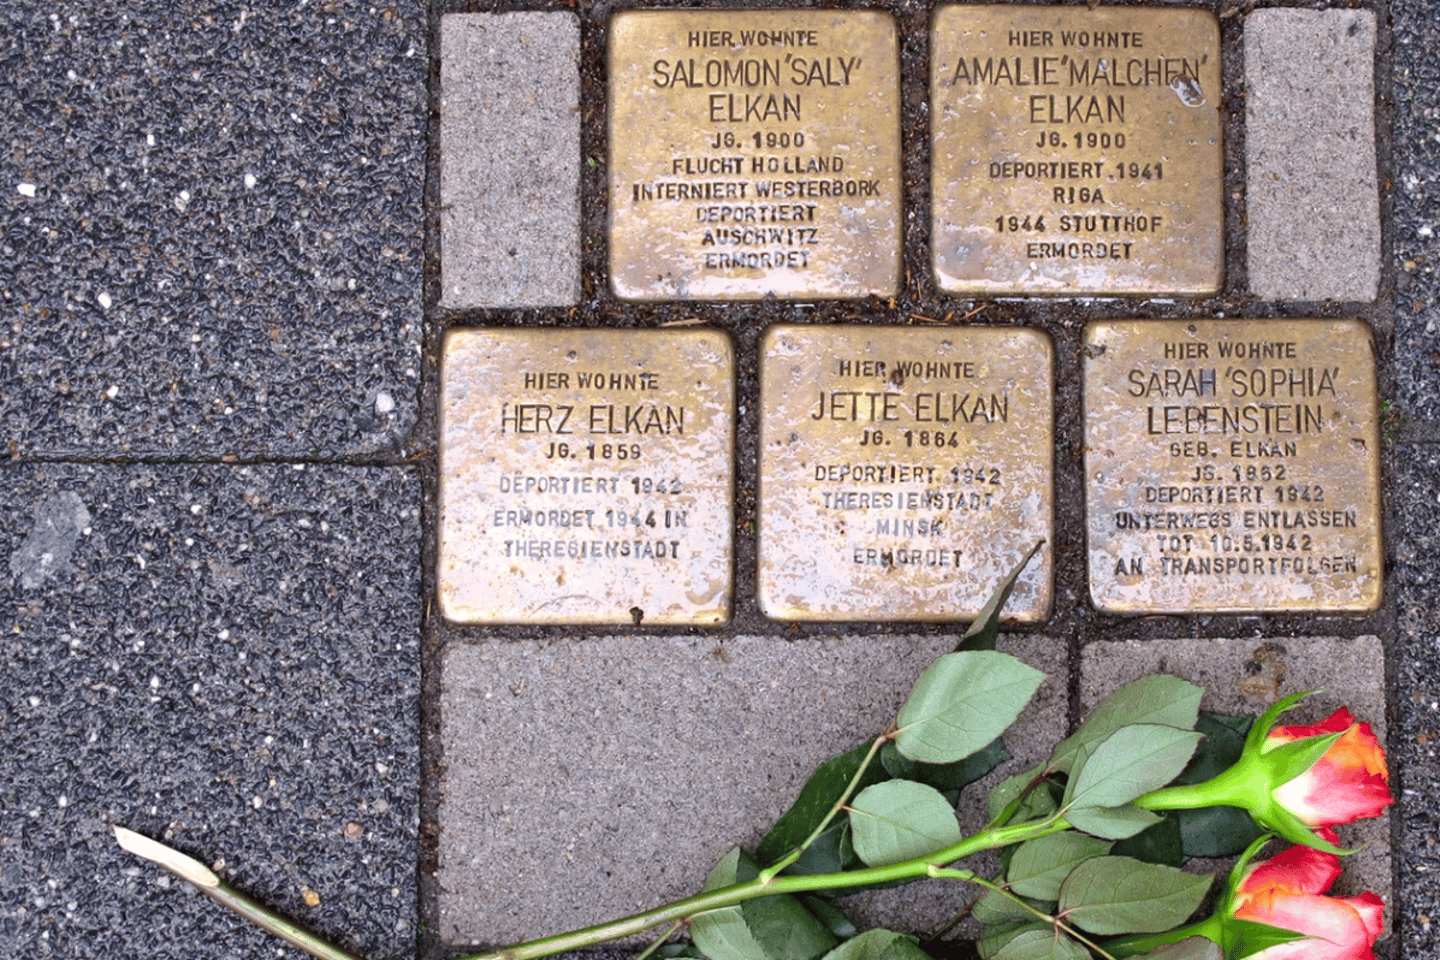 HIER WOHNTE
SALOMON 'SALY'
ELKAN
JG. 1900
FLUCHT HOLLAND
INTERNIERT WESTERBORK
DEPORTIERT
AUSCHWITZ
ERMORDET
HIER WOHNTE
AMALIE 'MALCHEN'
ELKAN
JG. 1900
DEPORTIERT 1941
RIGA
1944 STUTTHOF
ERMORDET
HIER WOHNTE
HERZ ELKAN
JG. 1859
DEPORTIERT 1942
ERMORDET 1944 IN
THERESIENSTADT
HIER WOHNTE
JETTE ELKAN
JG. 1864
DEPORTIERT 1942
THERESIENSTADT
MINSK
ERMORDET
HIER WOHNTE
SARAH 'SOPHIA'
LEBENSTEIN
GEB. ELKAN
JG. 1862
DEPORTIERT 1942
UNTERWEGS ENTLASSEN
TOT 10.5.1942
AN TRANSPORTFOLGEN